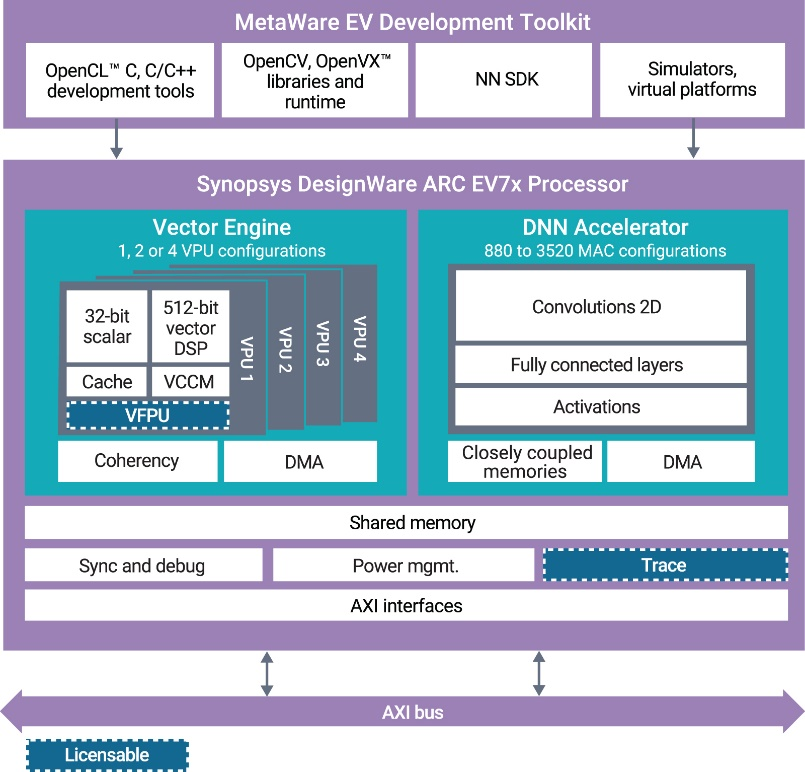 MetaWare EV Development Toolkit
OpenCL™ C, C/C++
development tools
OpenCV, OpenVX™
libraries and
runtime
NN SDK
Simulators,
virtual platforms
Synopsys DesignWare ARC EV7x Processor
Vector Engine
1, 2 or 4 VPU configurations
32-bit
scalar
512-bit
vector
DSP
Cache
VCCM
VFPU
VPU 1
VPU 2
VPU 3
VPU 4
Coherency
DMA
DNN Accelerator
880 to 3520 MAC configurations
Convolutions 2D
Fully connected layers
Activations
Closely coupled
memories
DMA
Shared memory
Sync and debug
Power mgmt.
Trace
AXI interfaces
AXI bus
Licensable